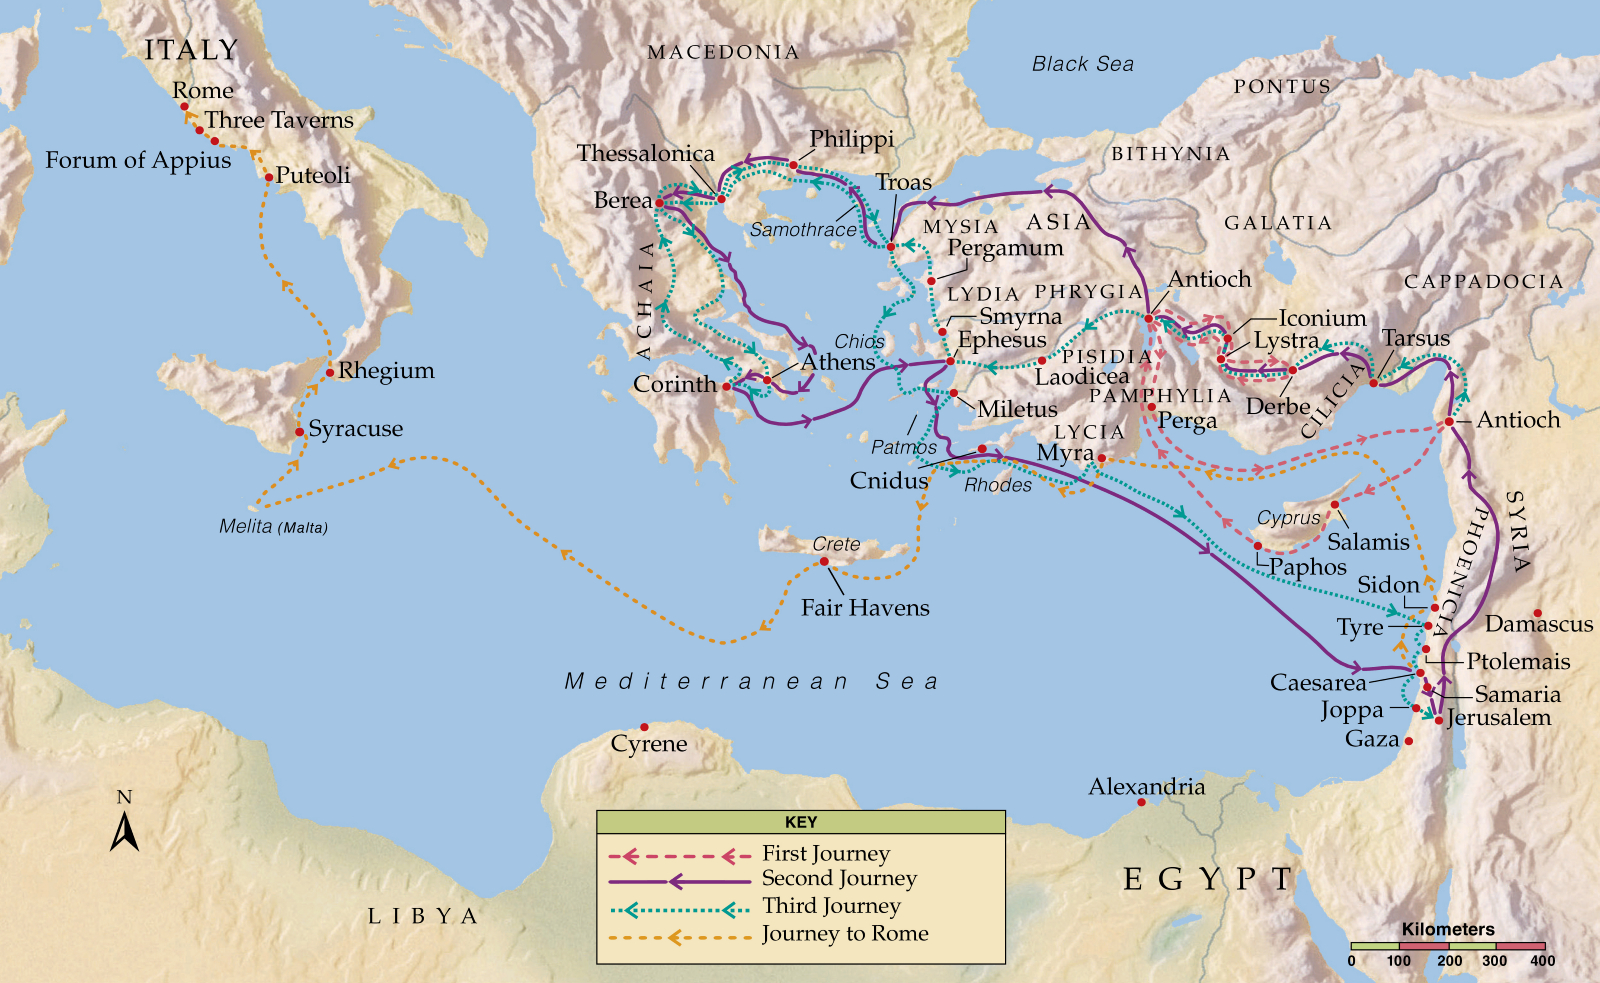 ITALY
MACEDONIA
Black Sea
PONTUS
Rome
Three Taverns
Forum of Appius
Puteoli
Philippi
Thessalonica
BITHYNIA
Berea
Troas
Samothrace
MYSIA
ASIA
GALATIA
Pergamum
ACHAIA
LYDIA
PHRYGIA
Antioch
CAPPADOCIA
Smyrna
Iconium
Chios
Ephesus
Lystra
Tarsus
Rhegium
Athens
PISIDIA
Corinth
Laodicea
PAMPHYLIA
Derbe
CILICIA
Miletus
Perga
Antioch
Syracuse
Patmos
LYCIA
Myra
Cnidus
Rhodes
Melita (Malta)
Cyprus
Salamis
SYRIA
PHOENICIA
Crete
Paphos
Fair Havens
Sidon
Tyre
Damascus
Ptolemais
Mediterranean Sea
Caesarea
Samaria
Joppa
Jerusalem
Gaza
Cyrene
Alexandria
N
KEY
First Journey
Second Journey
Third Journey
Journey to Rome
EGYPT
LIBYA
Kilometers
0 100 200 300 400